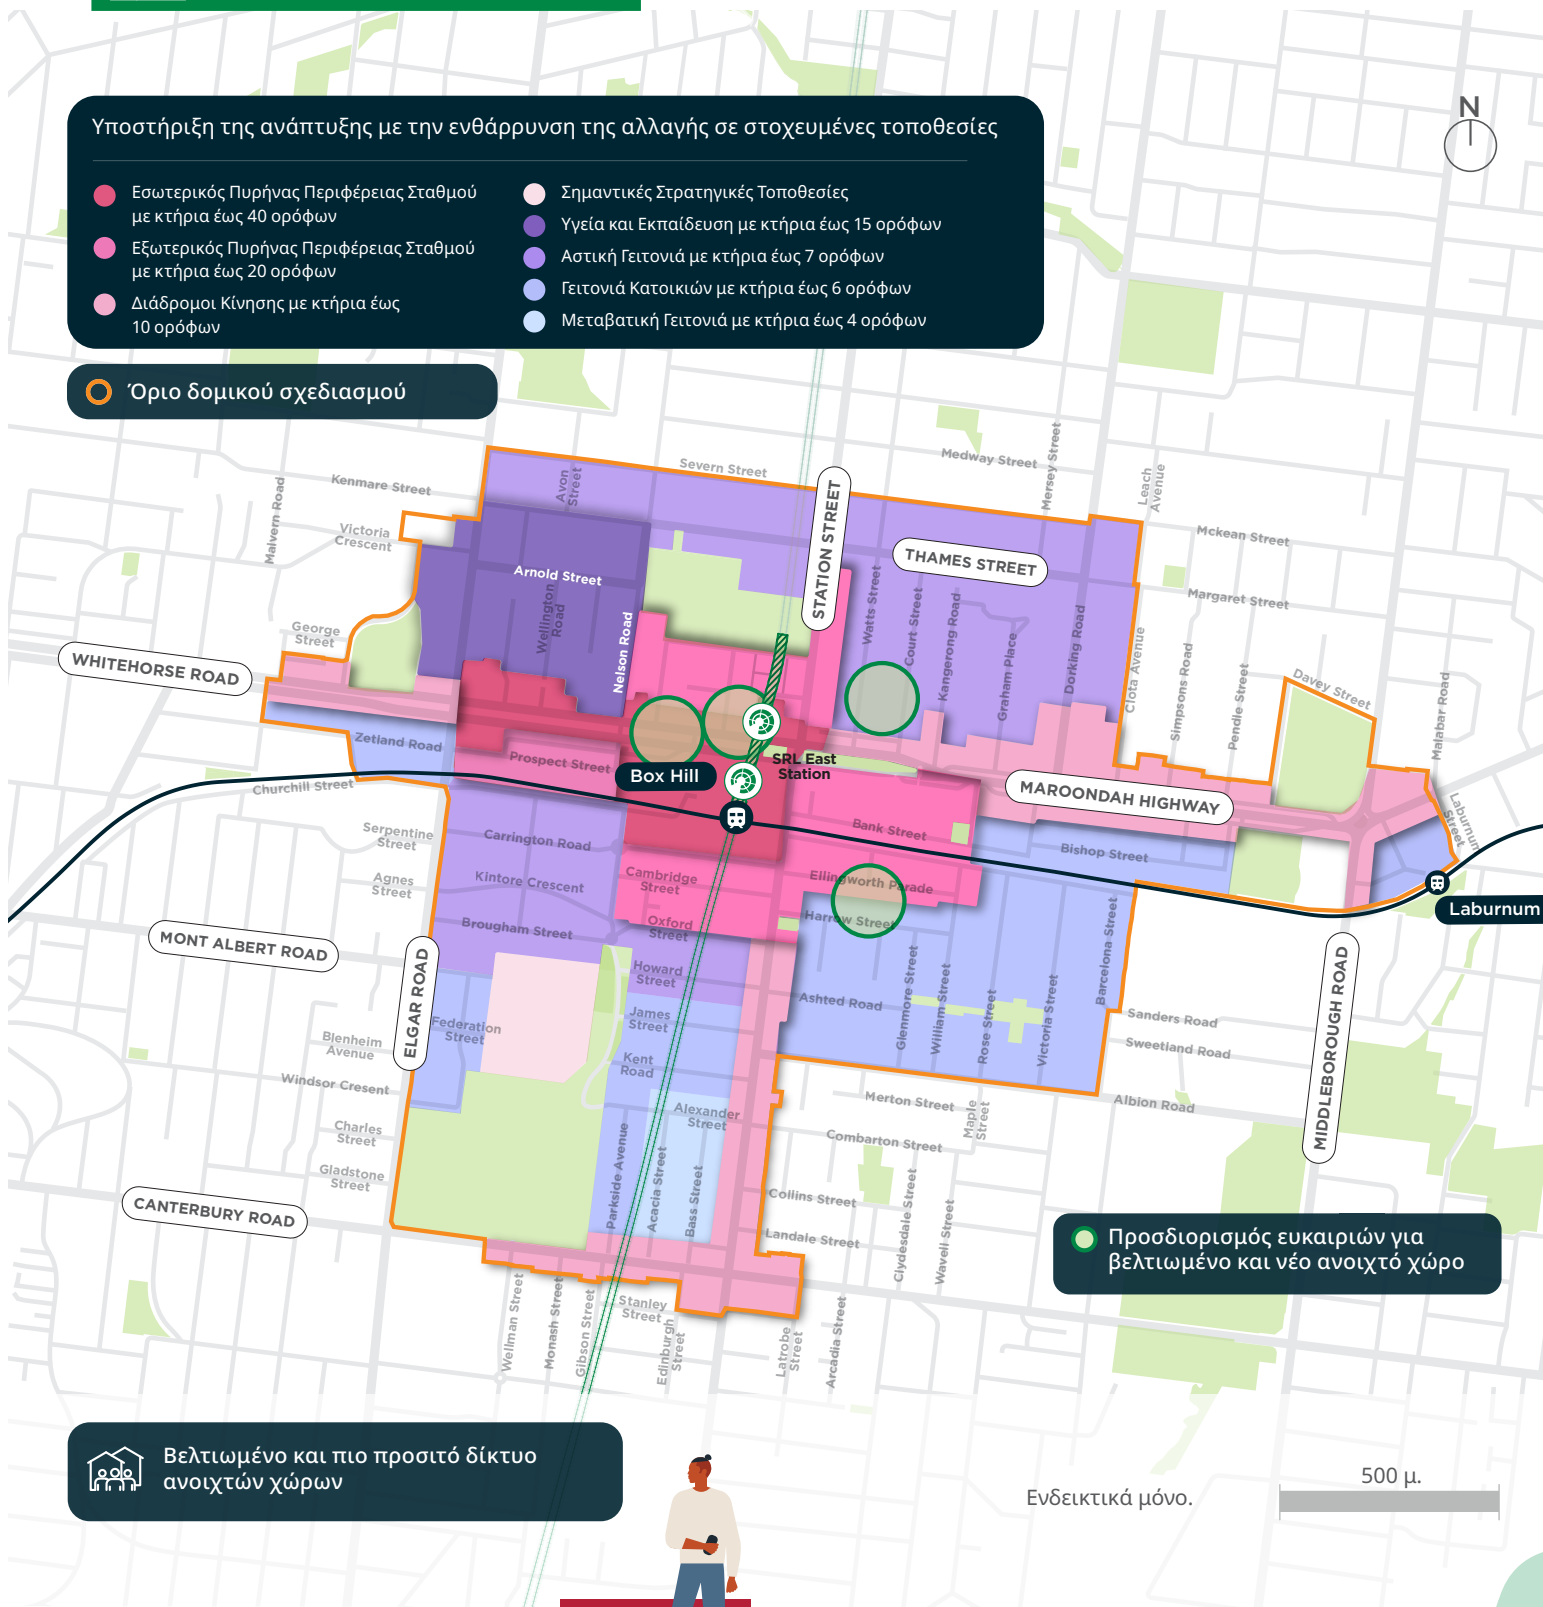 Υποστήριξη της ανάπτυξης με την ενθάρρυνση της αλλαγής σε στοχευμένες τοποθεσίες
Εσωτερικός Πυρήνας Περιφέρειας Σταθμού
με κτήρια έως 40 ορόφων
Εξωτερικός Πυρήνας Περιφέρειας Σταθμού
με κτήρια έως 20 ορόφων
Διάδρομοι Κίνησης με κτήρια έως
10 ορόφων
Σημαντικές Στρατηγικές Τοποθεσίες
Υγεία και Εκπαίδευση με κτήρια έως 15 ορόφων
Αστική Γειτονιά με κτήρια έως 7 ορόφων
Γειτονιά Κατοικιών με κτήρια έως 6 ορόφων
Μεταβατική Γειτονιά με κτήρια έως 4 ορόφων
N
Όριο δομικού σχεδιασμού
Severn Street
Medway Street
Mersey Street
Leach
Avenue
Kenmare Street
Avon
Street
Malvern Road
Victoria
Crescent
STATION STREET
THAMES STREET
Mckean Street
Margaret Street
Arnold Street
Wellington
Road
Nelson Road
Watts Street
Court Street
Kangerong Road
Graham Place
Dorking Road
Clota Avenue
Simpsons Road
Pendle Street
Davey Street
Malabar Road
George
Street
WHITEHORSE ROAD
Zetland Road
Prospect Street
Box Hill
SRL East
Station
MAROONDAH HIGHWAY
Laburnum
Street
Churchill Street
Serpentine
Street
Carrington Road
Bank Street
Bishop Street
Agnes
Street
Kintore Crescent
Cambridge
Street
Ellingworth Parade
Laburnum
Brougham Street
Oxford
Street
Harrow Street
MONT ALBERT ROAD
ELGAR ROAD
Howard
Street
Ashted Road
Glenmore Street
William Street
Rose Street
Victoria Street
Barcelona Street
MIDDLEBOROUGH ROAD
Federation
Street
James
Street
Sanders Road
Sweetland Road
Blenheim
Avenue
Kent
Road
Windsor Cresent
Alexander
Street
Merton Street
Maple
Street
Albion Road
Charles
Street
Combarton Street
Gladstone
Street
Parkside Avenue
Acacia Street
Bass Street
Collins Street
Clydesdale Street
Wavell Street
CANTERBURY ROAD
Landale Street
Προσδιορισμός ευκαιριών για
βελτιωμένο και νέο ανοιχτό χώρο
Wellman Street
Monash Street
Gibson Street
Stanley
Street
Edinburgh
Street
Latrobe
Street
Arcadia Street
Βελτιωμένο και πιο προσιτό δίκτυο
ανοιχτών χώρων
Ενδεικτικά μόνο.
500 μ.